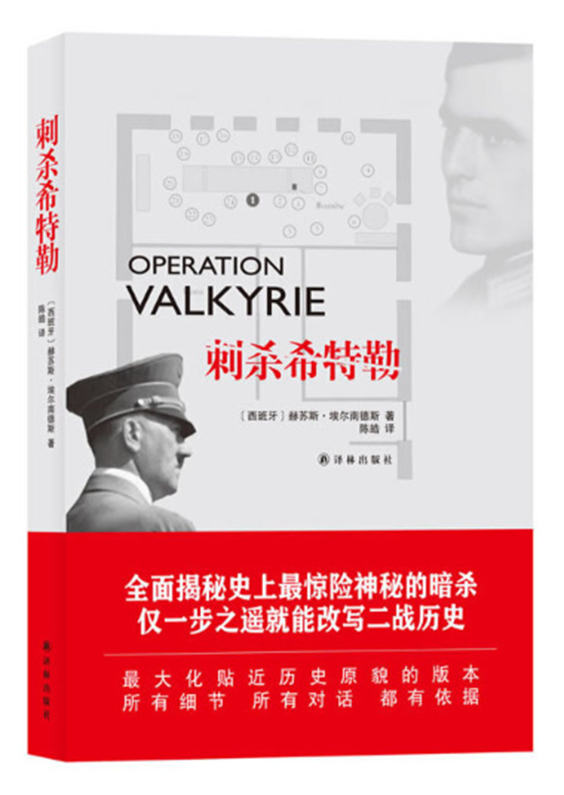 刺杀希特勒
〔西班牙〕赫苏斯·埃尔南德斯 著
陈皓 译
译林出版社
OPERATION
VALKYRIE
刺杀希特勒
〔西班牙〕赫苏斯·埃尔南德斯 著
陈皓 译
译林出版社
全面揭秘史上最惊险神秘的暗杀
仅一步之遥就能改写二战历史
最大化贴近历史原貌的版本
所有细节 所有对话 都有依据